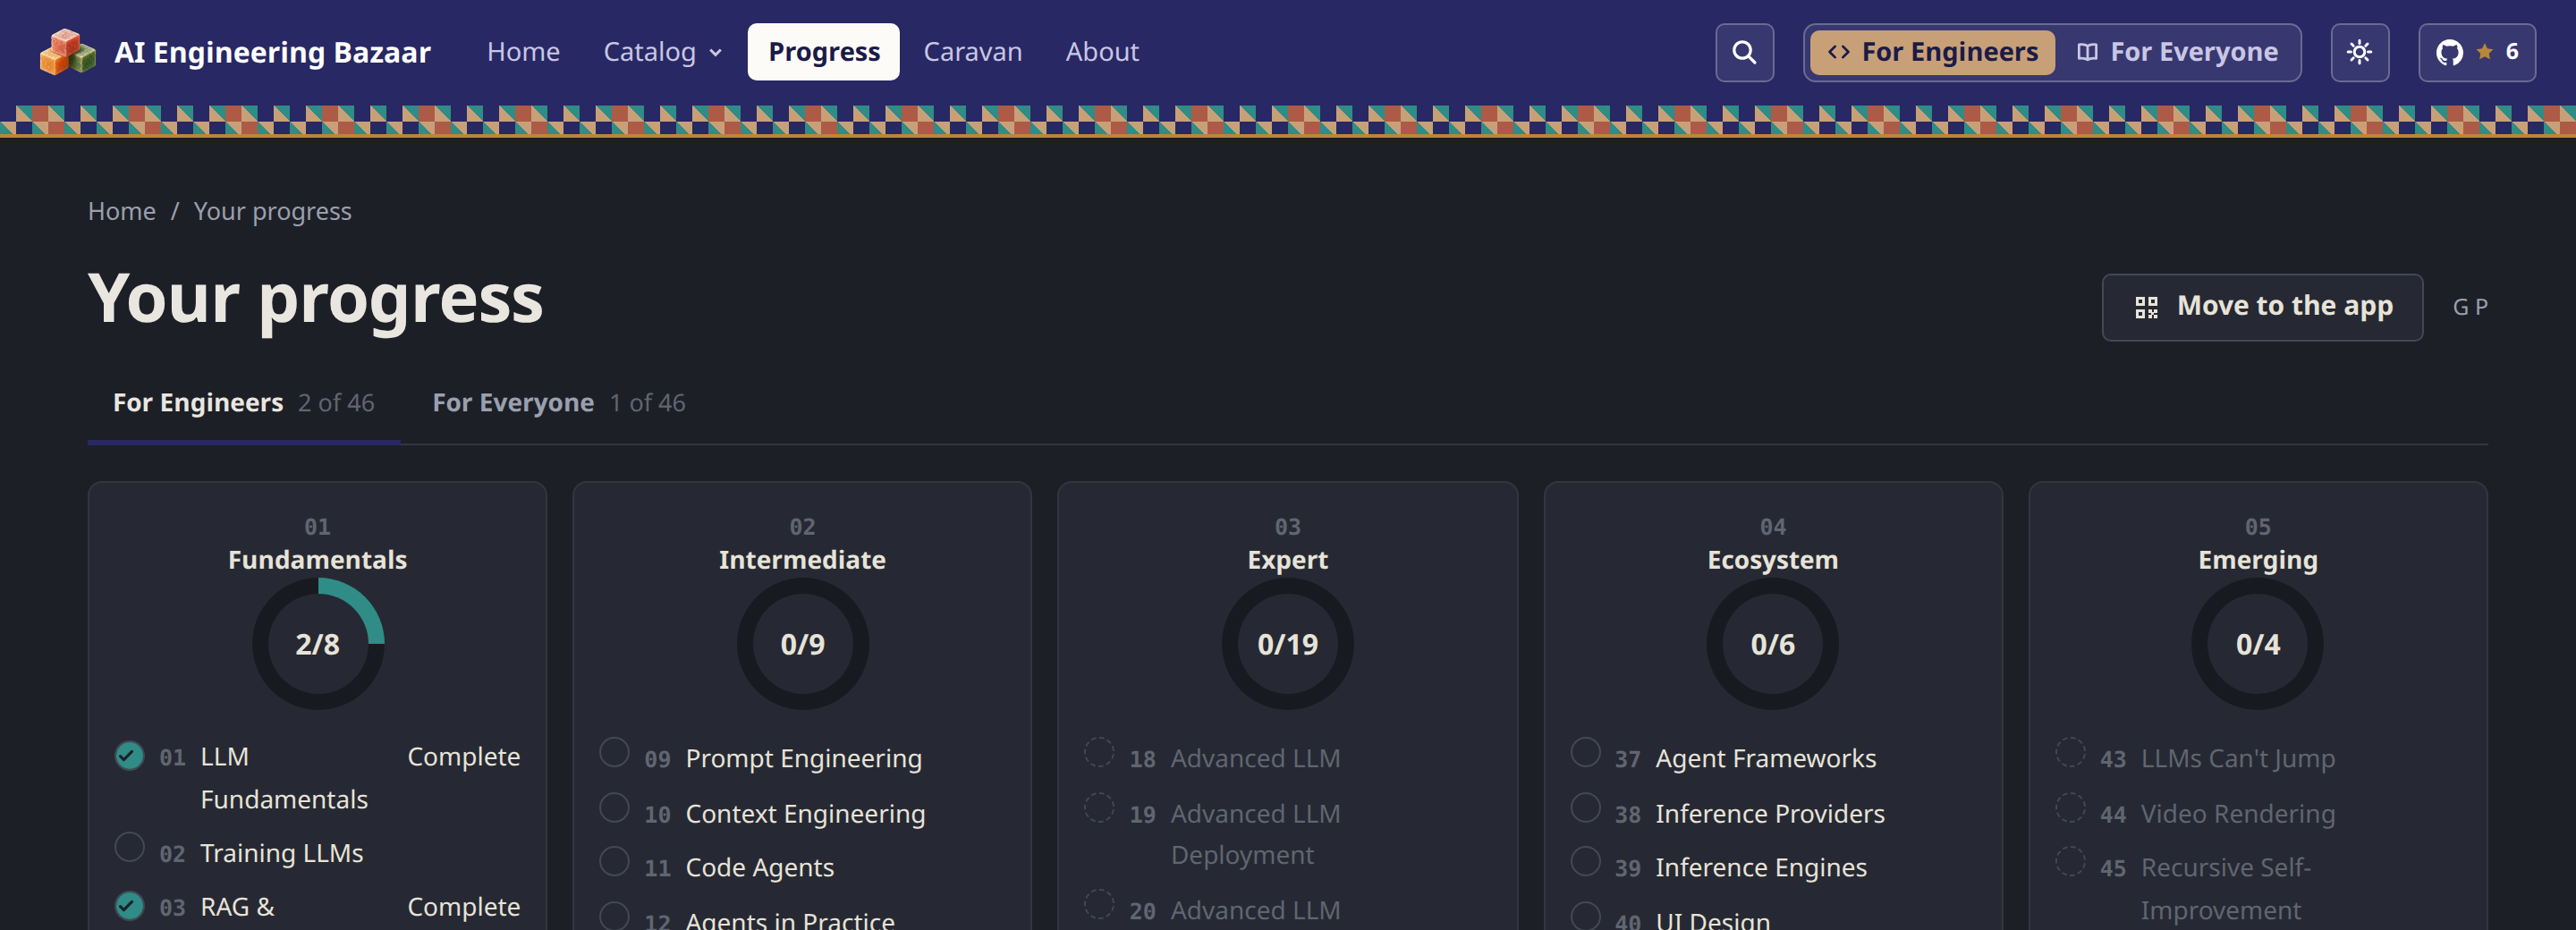 AI Engineering Bazaar
Home
Catalog
Progress
Caravan
About
For Engineers
For Everyone
6
Home / Your progress
Your progress
Move to the app
G P
For Engineers 2 of 46
For Everyone 1 of 46
01
Fundamentals
2/8
01 LLM Fundamentals Complete
02 Training LLMs
03 RAG & Complete
02
Intermediate
0/9
09 Prompt Engineering
10 Context Engineering
11 Code Agents
12 Agents in Practice
03
Expert
0/19
18 Advanced LLM
19 Advanced LLM
Deployment
20 Advanced LLM
04
Ecosystem
0/6
37 Agent Frameworks
38 Inference Providers
39 Inference Engines
40 UI Design
05
Emerging
0/4
43 LLMs Can't Jump
44 Video Rendering
45 Recursive Self-
Improvement